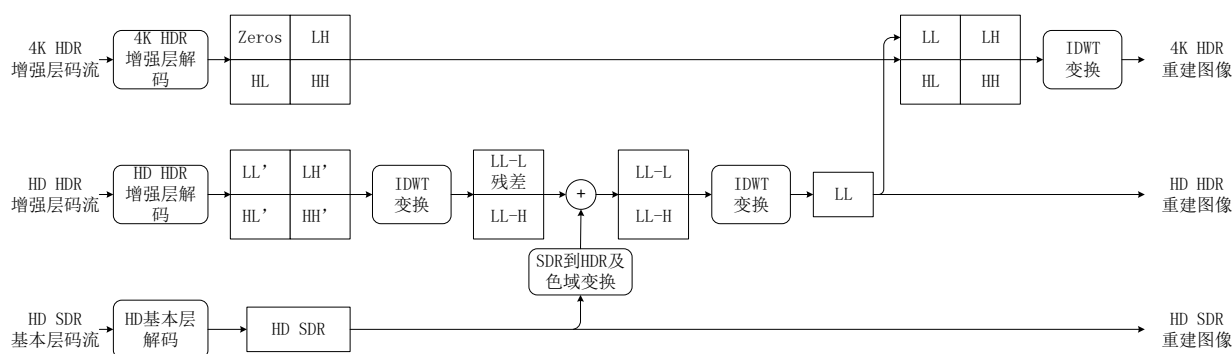 4K HDR
增强层码流
4K HDR
增强层解
码
Zeros
LH
HL
HH
LL
LH
HL
HH
IDWT
变换
4K HDR
重建图像
HD HDR
增强层码流
HD HDR
增强层解
码
LL'
LH'
HL'
HH'
IDWT
变换
LL-L
残差
LL-H
+
LL-L
LL-H
IDWT
变换
LL
HD HDR
重建图像
SDR到HDR及
色域变换
HD SDR
基本层码流
HD基本层
解码
HD SDR
HD SDR
重建图像